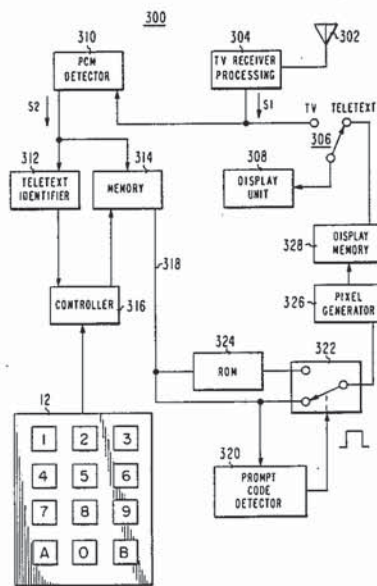 300
310
304
302
PCM
DETECTOR
TV RECEIVER
PROCESSING
S2
S1
TV
TELETEXT
306
312
314
308
TELETEXT
IDENTIFIER
MEMORY
DISPLAY
UNIT
328
DISPLAY
MEMORY
318
326
PIXEL
GENERATOR
CONTROLLER
316
324
322
ROM
12
320
PROMPT
CODE
DETECTOR
1 2 3
4 5 6
7 8 9
A 0 B